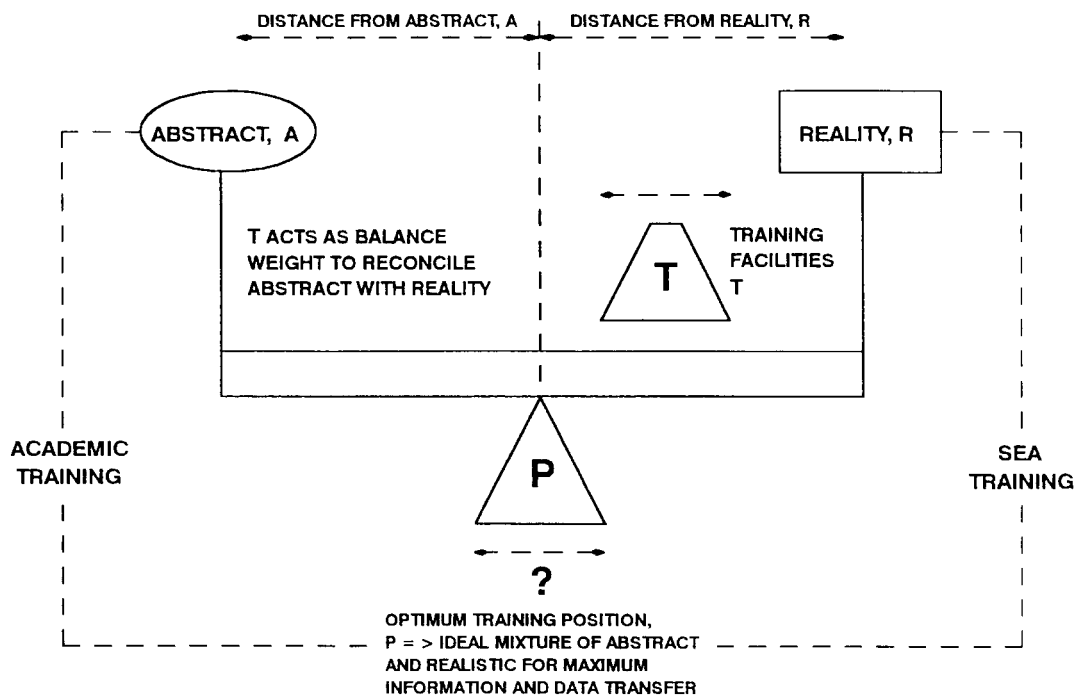 DISTANCE FROM ABSTRACT, A
DISTANCE FROM REALITY, R
ABSTRACT, A
REALITY, R
T ACTS AS BALANCE
WEIGHT TO RECONCILE
ABSTRACT WITH REALITY
T
TRAINING
FACILITIES
T
ACADEMIC
TRAINING
P
SEA
TRAINING
?
OPTIMUM TRAINING POSITION,
P = > IDEAL MIXTURE OF ABSTRACT
AND REALISTIC FOR MAXIMUM
INFORMATION AND DATA TRANSFER